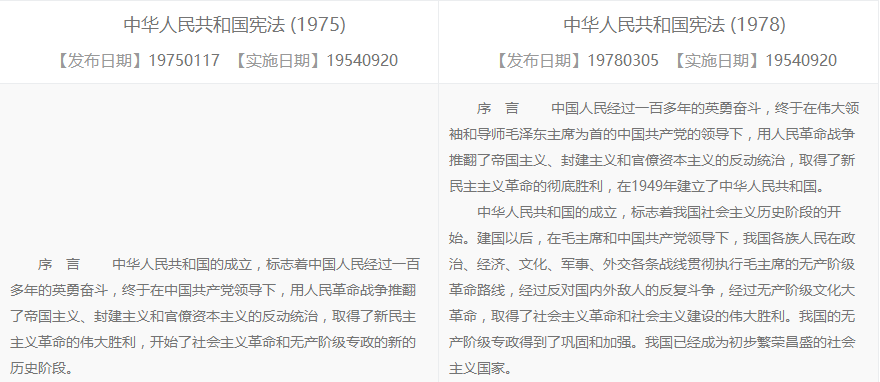 中华人民共和国宪法 (1975)
【发布日期】19750117 【实施日期】19540920
序　言　　中华人民共和国的成立，标志着中国人民经过一百
多年的英勇奋斗，终于在中国共产党领导下，用人民革命战争推翻
了帝国主义、封建主义和官僚资本主义的反动统治，取得了新民主
主义革命的伟大胜利，开始了社会主义革命和无产阶级专政的新的
历史阶段。
中华人民共和国宪法 (1978)
【发布日期】19780305 【实施日期】19540920
序　言　　中国人民经过一百多年的英勇奋斗，终于在伟大领
袖和导师毛泽东主席为首的中国共产党的领导下，用人民革命战争
推翻了帝国主义、封建主义和官僚资本主义的反动统治，取得了新
民主主义革命的彻底胜利，在1949年建立了中华人民共和国。
中华人民共和国的成立，标志着我国社会主义历史阶段的开
始。建国以后，在毛主席和中国共产党领导下，我国各族人民在政
治、经济、文化、军事、外交各条战线贯彻执行毛主席的无产阶级
革命路线，经过反对国内外敌人的反复斗争，经过无产阶级文化大
革命，取得了社会主义革命和社会主义建设的伟大胜利。我国的无
产阶级专政得到了巩固和加强。我国已经成为初步繁荣昌盛的社会
主义国家。